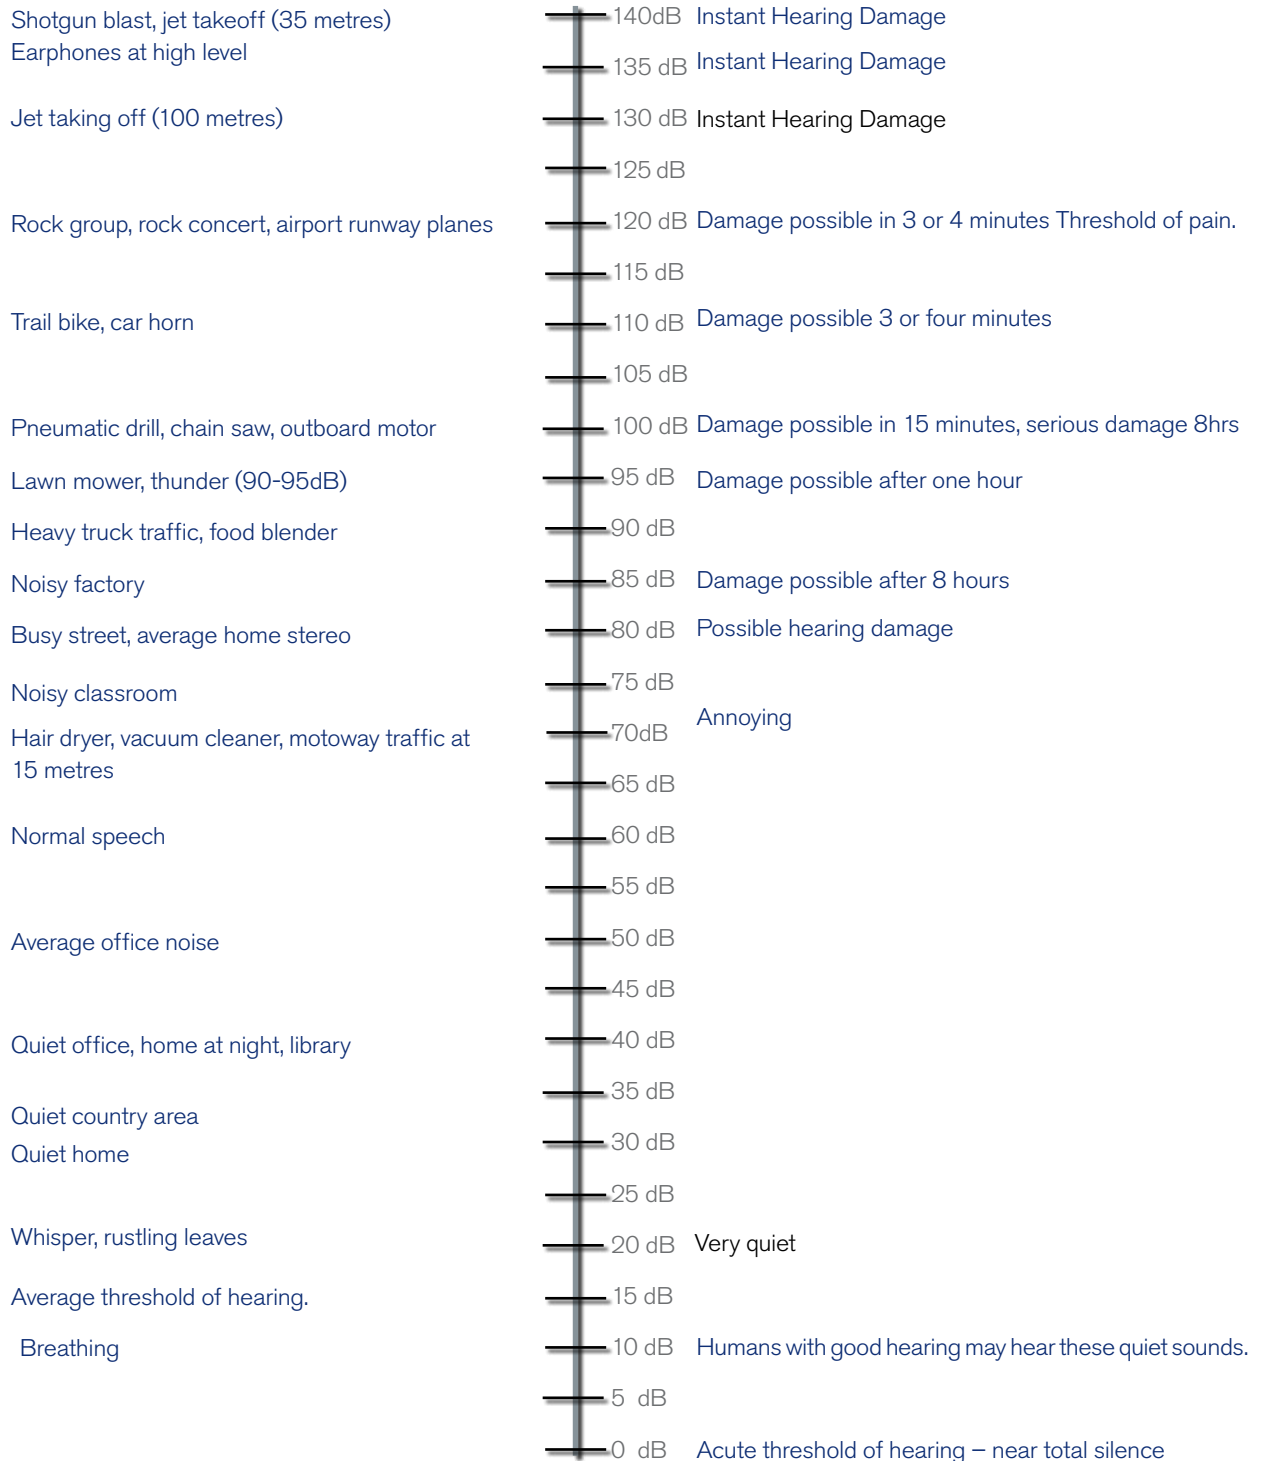 Shotgun blast, jet takeoff (35 metres) 140dB Instant Hearing Damage
Earphones at high level
135 dB Instant Hearing Damage
Jet taking off (100 metres) 130 dB Instant Hearing Damage
125 dB
Rock group, rock concert, airport runway planes 120 dB Damage possible in 3 or 4 minutes Threshold of pain.
115 dB
Trail bike, car horn 110 dB Damage possible 3 or four minutes
105 dB
Pneumatic drill, chain saw, outboard motor 100 dB Damage possible in 15 minutes, serious damage 8hrs
Lawn mower, thunder (90-95dB) 95 dB Damage possible after one hour
Heavy truck traffic, food blender 90 dB
Noisy factory 85 dB Damage possible after 8 hours
Busy street, average home stereo 80 dB Possible hearing damage
Noisy classroom 75 dB
Annoying
Hair dryer, vacuum cleaner, motoway traffic at 70dB
15 metres
65 dB
Normal speech 60 dB
55 dB
Average office noise 50 dB
45 dB
Quiet office, home at night, library 40 dB
35 dB
Quiet country area
Quiet home 30 dB
25 dB
Whisper, rustling leaves 20 dB Very quiet
Average threshold of hearing. 15 dB
Breathing 10 dB Humans with good hearing may hear these quiet sounds.
5 dB
0 dB Acute threshold of hearing – near total silence